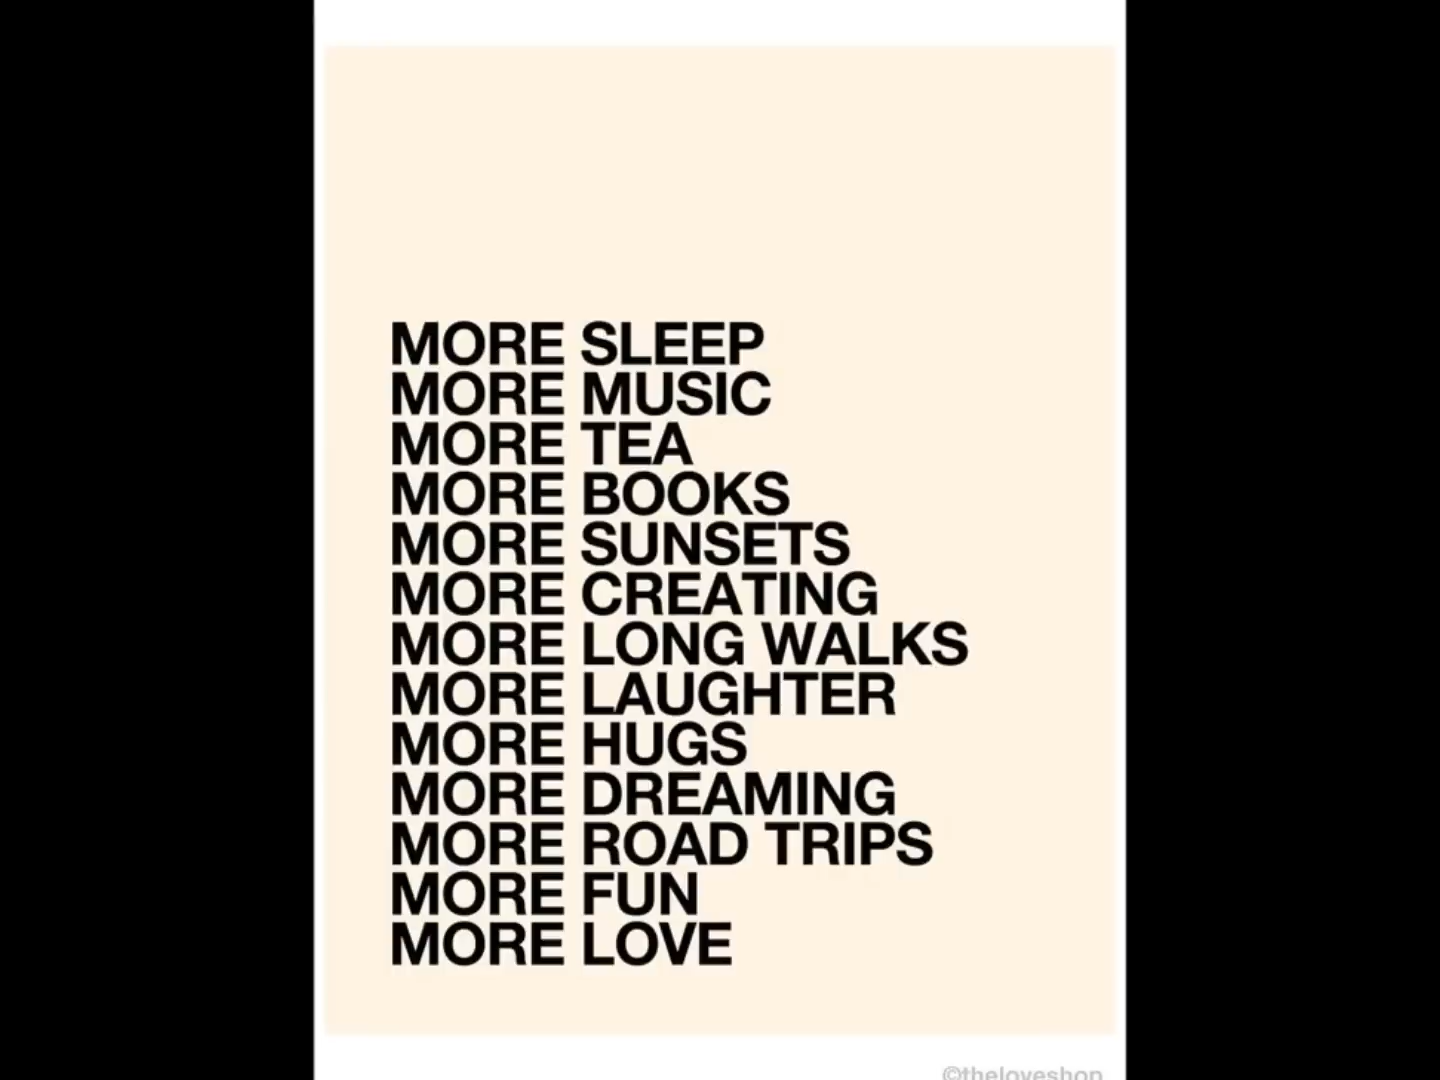 MORE SLEEP
MORE MUSIC
MORE TEA
MORE BOOKS
MORE SUNSETS
MORE CREATING
MORE LONG WALKS
MORE LAUGHTER
MORE HUGS
MORE DREAMING
MORE ROAD TRIPS
MORE FUN
MORE LOVE
©theloveshop